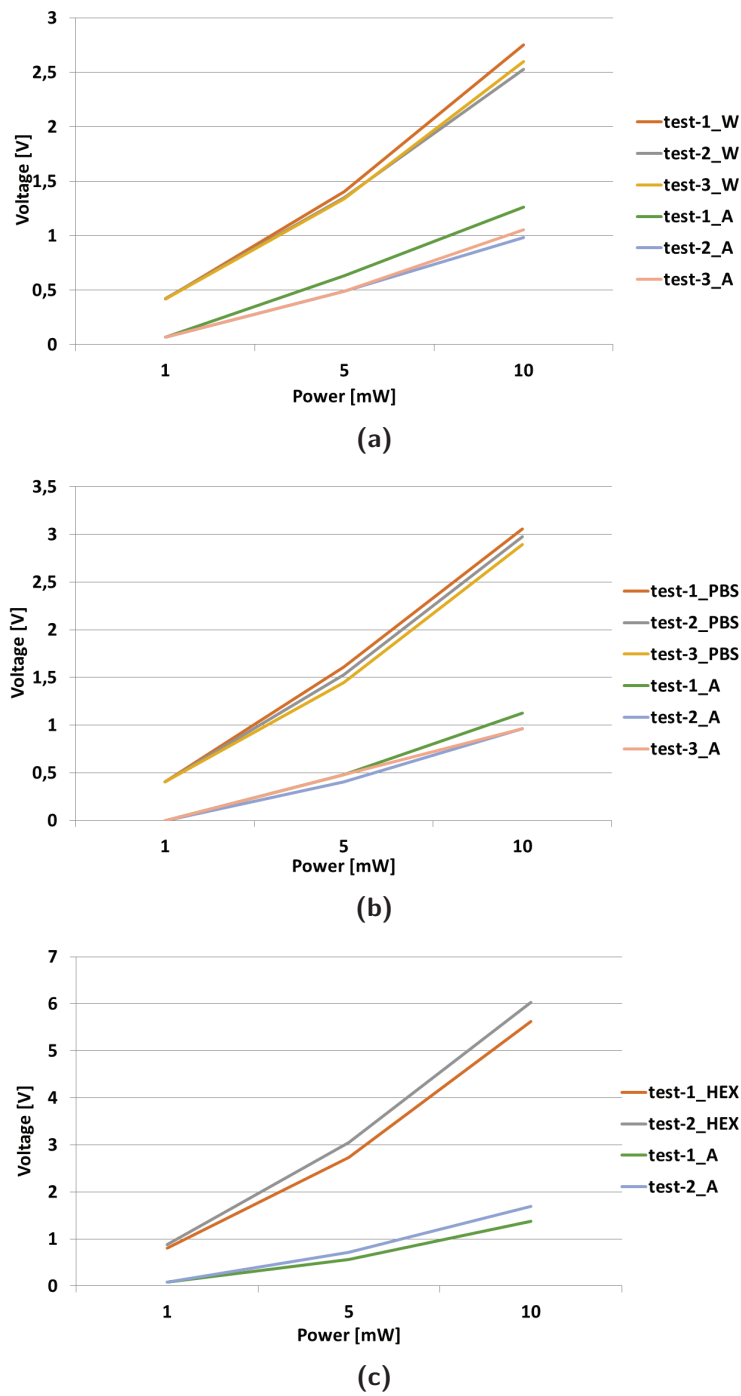 3
2,5
2
1,5
1
0,5
0
Voltage [V]
1 5 10
Power [mW]
test-1_W
test-2_W
test-3_W
test-1_A
test-2_A
test-3_A
(a)
3,5
3
2,5
2
1,5
1
0,5
0
Voltage [V]
1 5 10
Power [mW]
test-1_PBS
test-2_PBS
test-3_PBS
test-1_A
test-2_A
test-3_A
(b)
7
6
5
4
3
2
1
0
Voltage [V]
1 5 10
Power [mW]
test-1_HEX
test-2_HEX
test-1_A
test-2_A
(c)